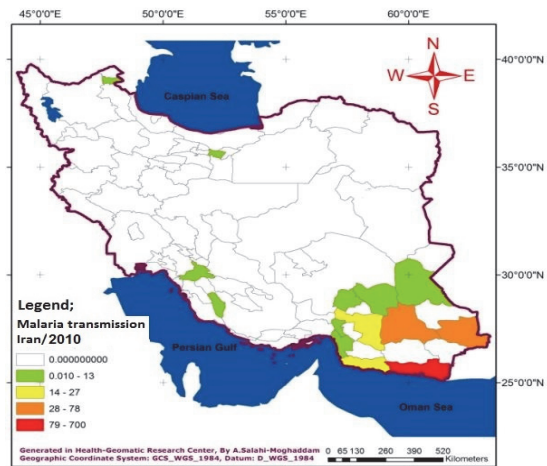 45°0'0"E 50°0'0"E 55°0'0"E 60°0'0"E
N
W E
S
40°0'0"N
Caspian Sea
35°0'0"N
30°0'0"N
25°0'0"N
Legend;
Malaria transmission
Iran/2010
0.000000000
0.010 - 13
14 - 27
28 - 78
79 - 700
Persian Gulf
Oman Sea
Generated in Health-Geomatic Research Center, By A.Salahi-Moghaddam
Geographic Coordinate System: GCS_WGS_1984, Datum: D_WGS_1984
0 65 130 260 390 520
Kilometers